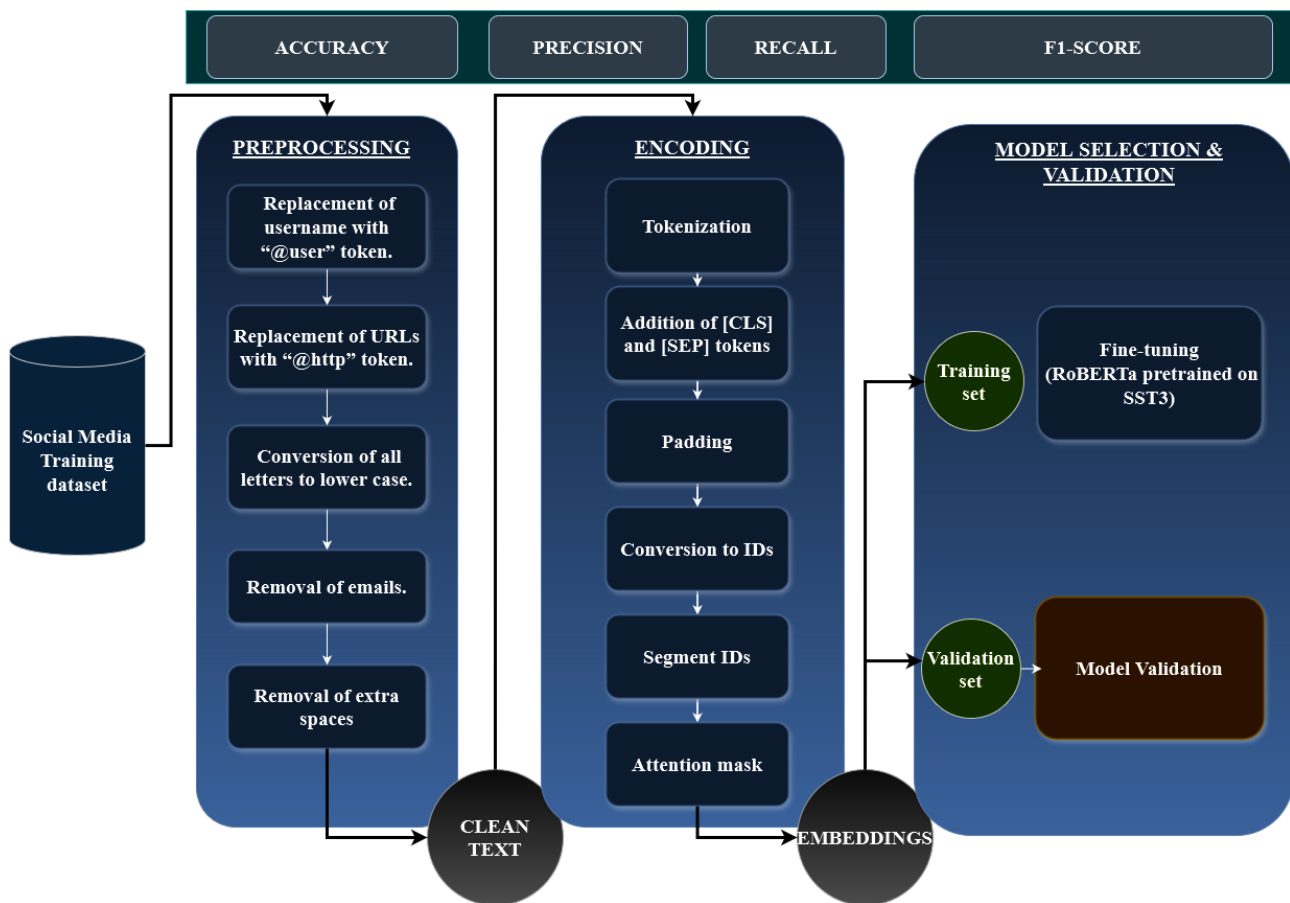 ACCURACY
PRECISION
RECALL
F1-SCORE
Social Media
Training
dataset
PREPROCESSING
Replacement of
username with
“@user” token.
Replacement of URLs
with “@http” token.
Conversion of all
letters to lower case.
Removal of emails.
Removal of extra
spaces
CLEAN
TEXT
ENCODING
Tokenization
Addition of [CLS]
and [SEP] tokens
Padding
Conversion to IDs
Segment IDs
Attention mask
EMBEDDINGS
MODEL SELECTION &
VALIDATION
Training
set
Fine-tuning
(RoBERTa pretrained on
SST3)
Validation
set
Model Validation